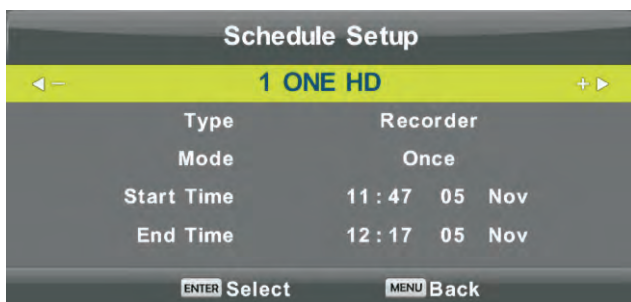 Schedule Setup
1 ONE HD
Type Recorder
Mode Once
Start Time 11:47 05 Nov
End Time 12:17 05 Nov
ENTER Select MENU Back